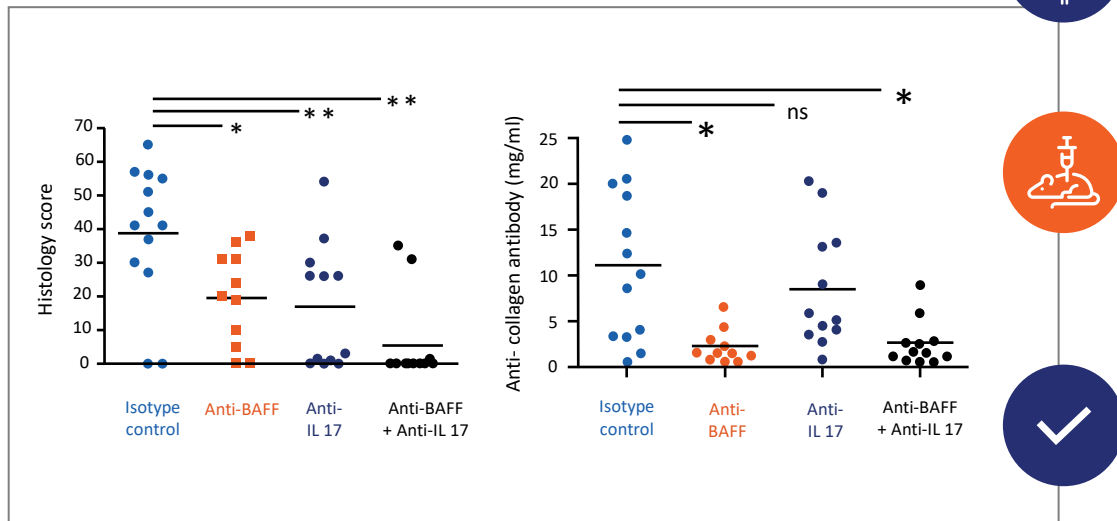 * *
* *
*
70
60
50
40
30
20
10
0
Histology score
Isotype
control
Anti-BAFF
Anti-
IL 17
Anti-BAFF
+ Anti-IL 17
*
ns
*
25
20
15
10
5
0
Anti- collagen antibody (mg/ml)
Isotype
control
Anti-
BAFF
Anti-
IL 17
Anti-BAFF
+ Anti-IL 17